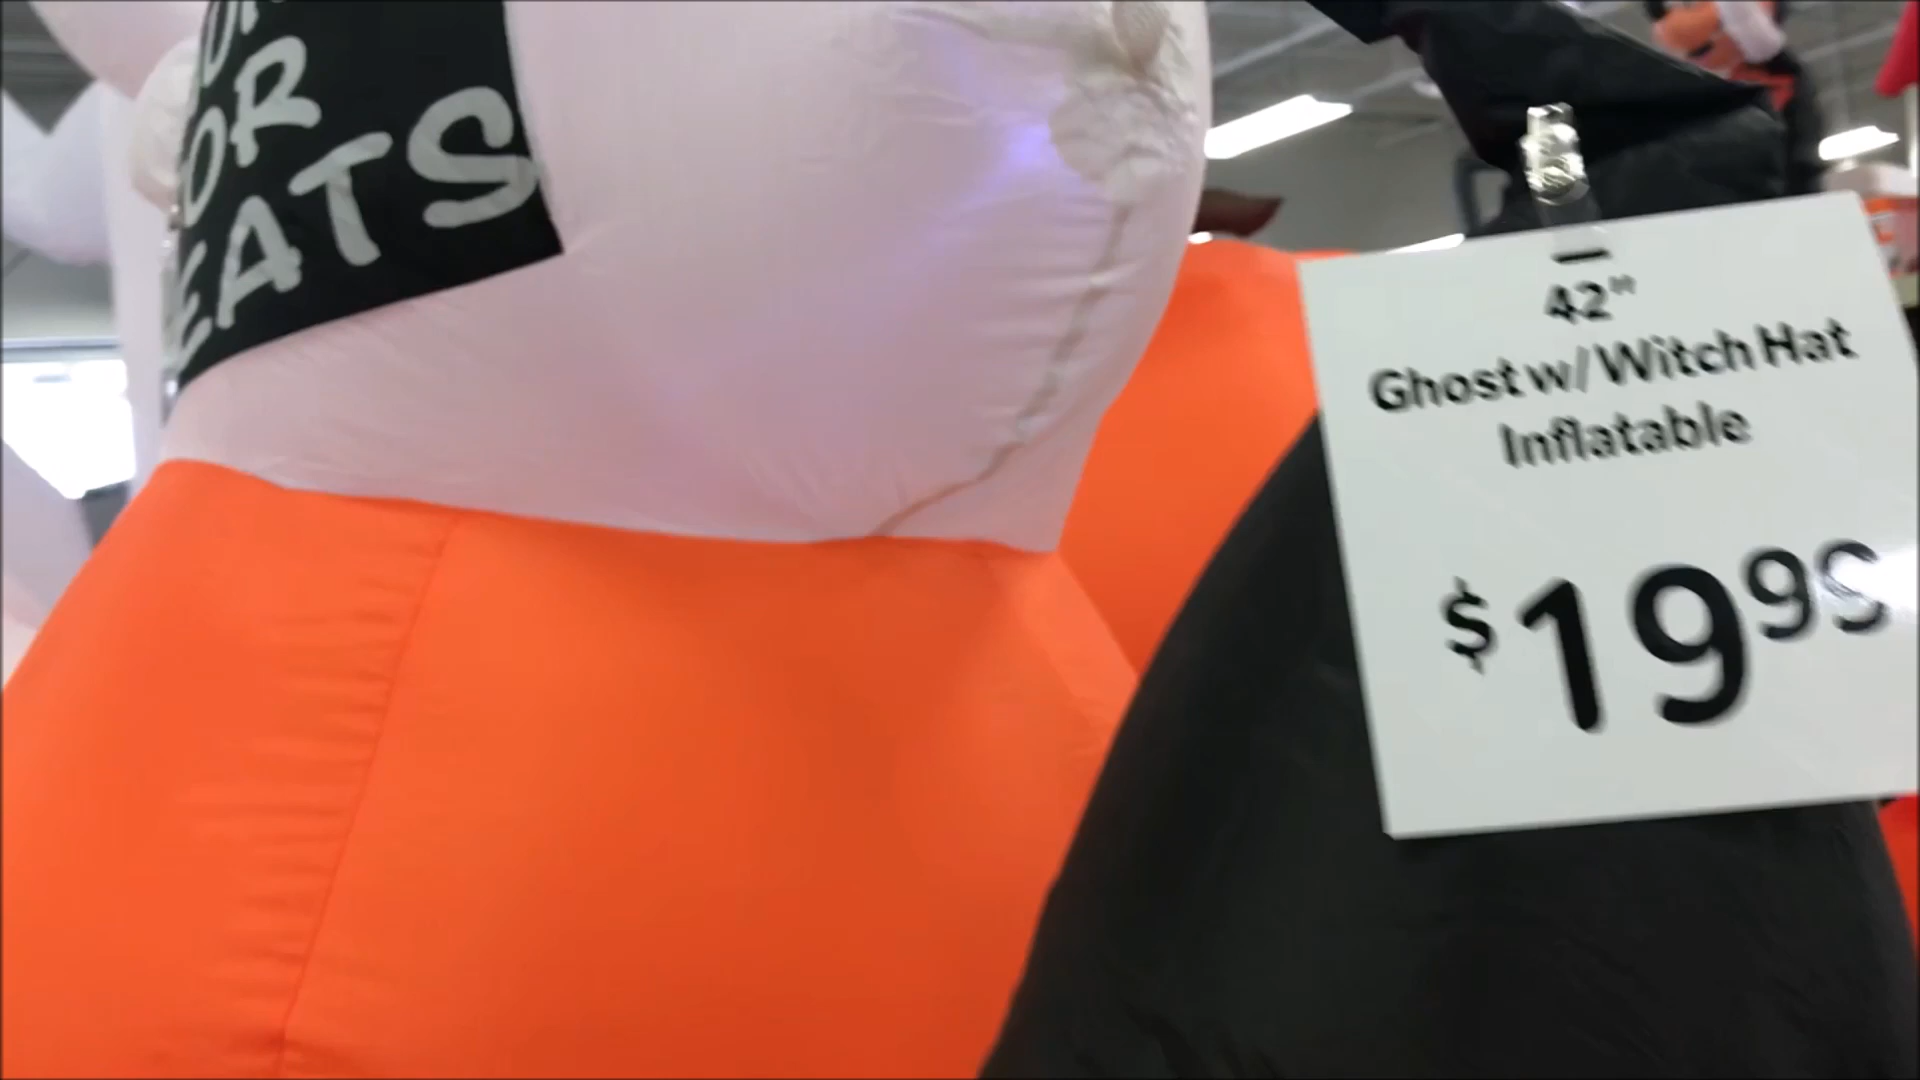 OR
EATS
42"
Ghost w/ Witch Hat
Inflatable
$19 99